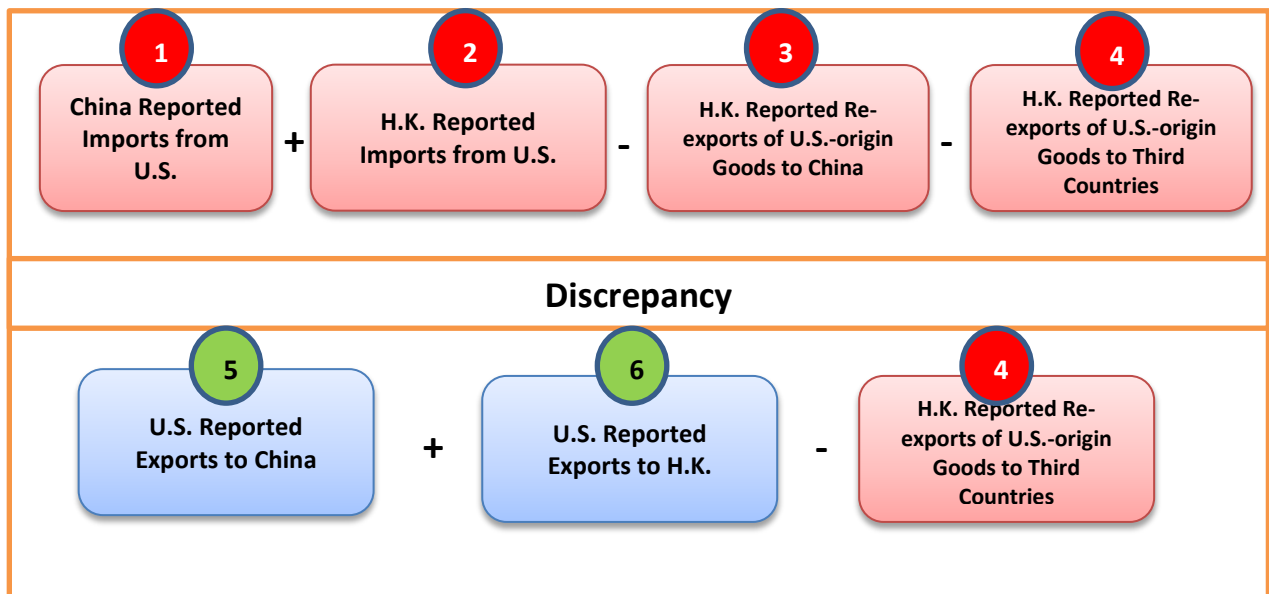 1
2
3
4
China Reported
Imports from
U.S.
+
H.K. Reported
Imports from U.S.
-
H.K. Reported Re-
exports of U.S.-origin
Goods to China
-
H.K. Reported Re-
exports of U.S.-origin
Goods to Third
Countries
Discrepancy
5
6
4
U.S. Reported
Exports to China
+
U.S. Reported
Exports to H.K.
-
H.K. Reported Re-
exports of U.S.-origin
Goods to Third
Countries